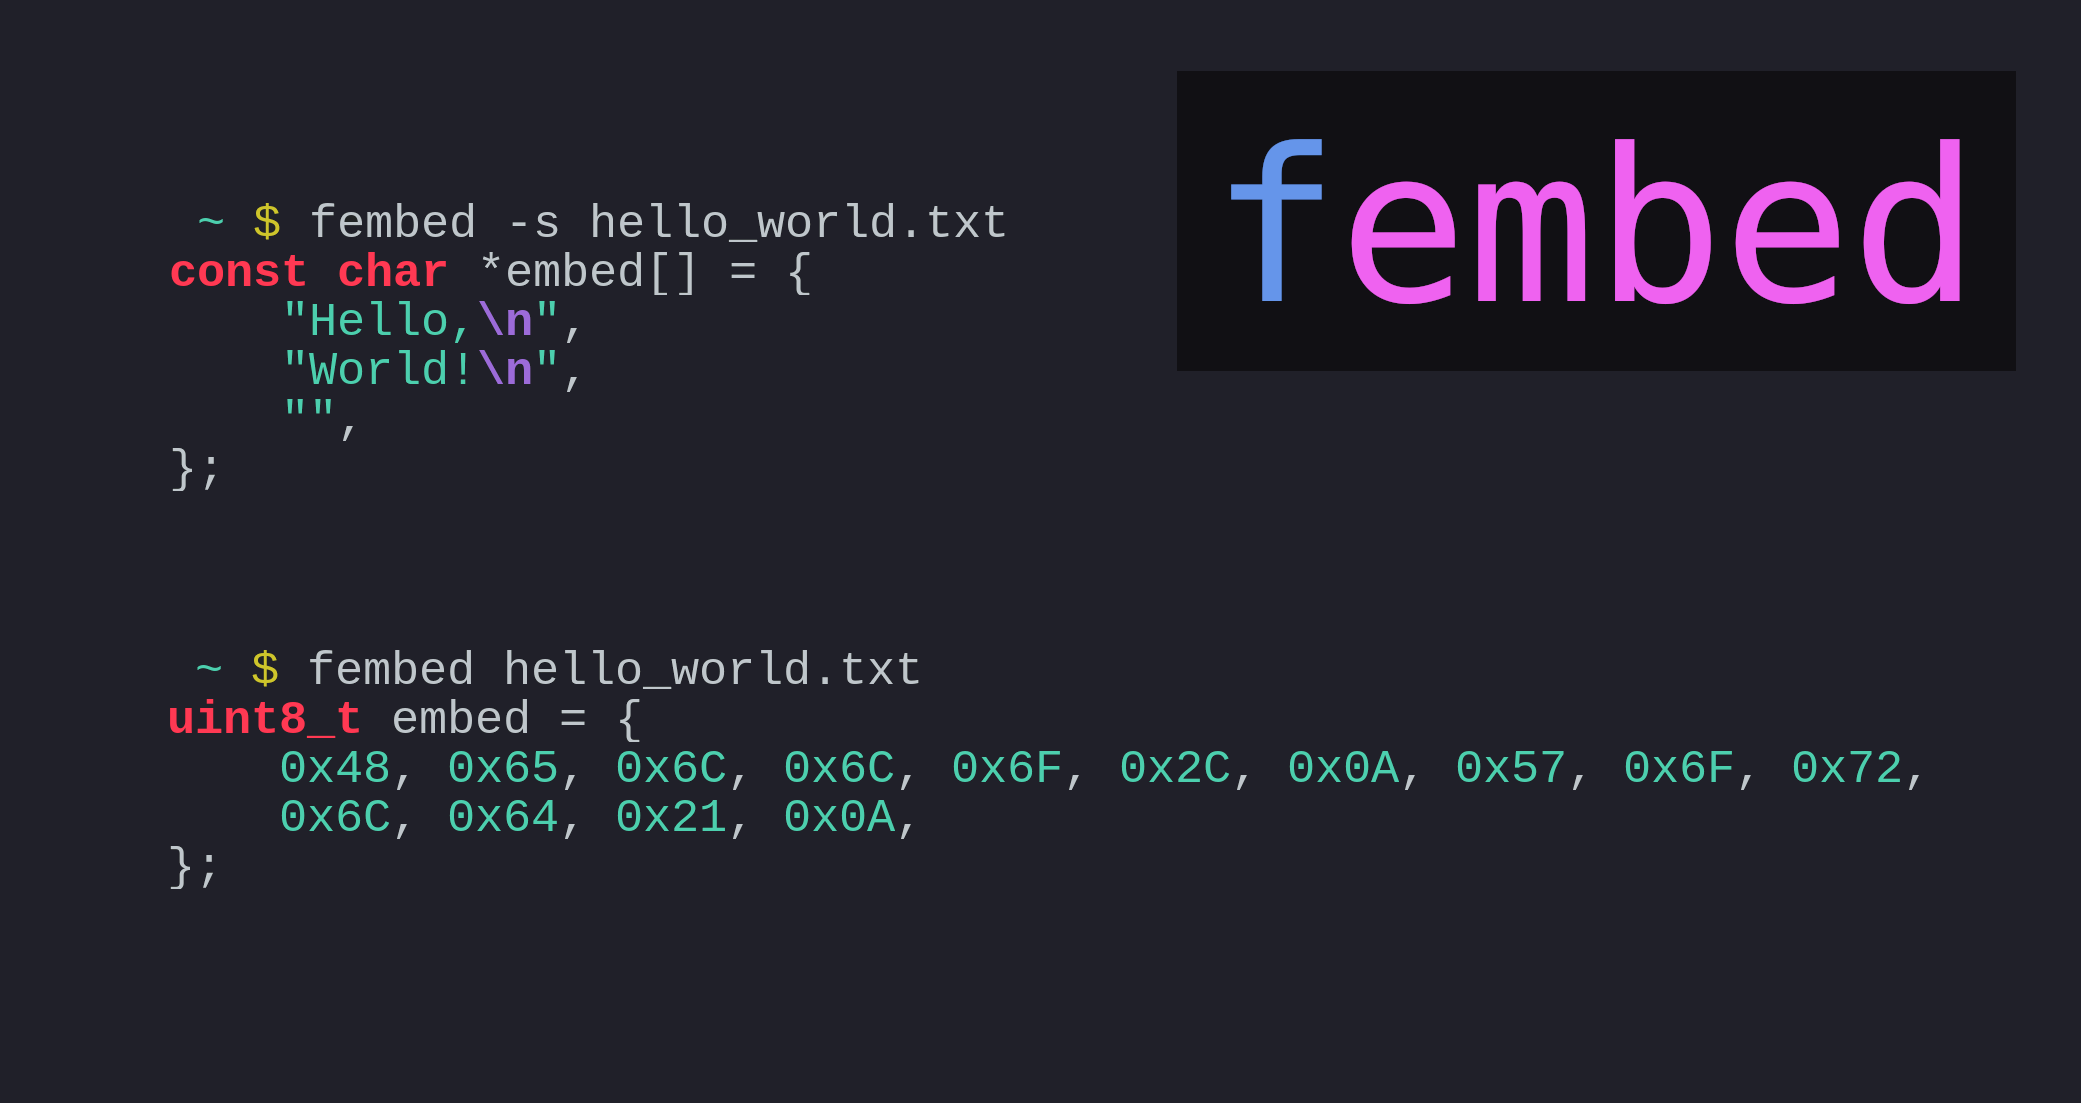 fembed
~ $ fembed -s hello_world.txt
const char *embed[] = {
    "Hello,\n",
    "World!\n",
    "",
};
~ $ fembed hello_world.txt
uint8_t embed = {
    0x48, 0x65, 0x6C, 0x6C, 0x6F, 0x2C, 0x0A, 0x57, 0x6F, 0x72,
    0x6C, 0x64, 0x21, 0x0A,
};